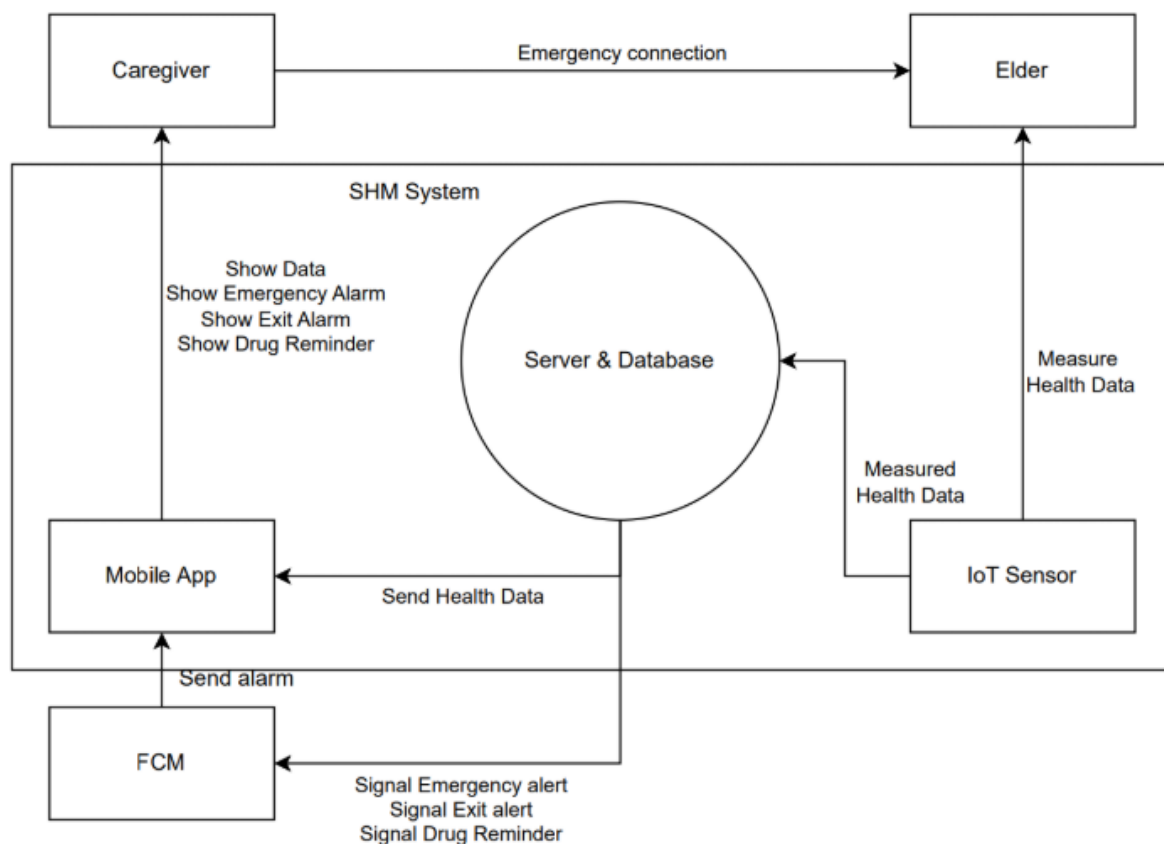 Caregiver
Emergency connection
Elder
SHM System
Show Data
Show Emergency Alarm
Show Exit Alarm
Show Drug Reminder
Server & Database
Measure
Health Data
Measured
Health Data
Mobile App
Send Health Data
IoT Sensor
Send alarm
FCM
Signal Emergency alert
Signal Exit alert
Signal Drug Reminder